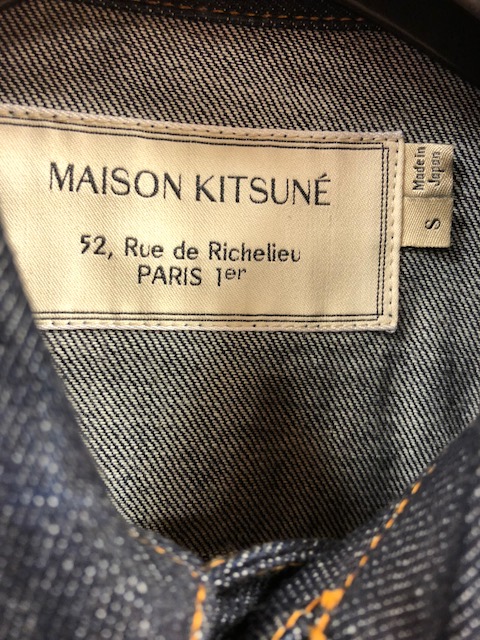 MAISON KITSUNÉ
52, Rue de Richelieu
PARIS 1er
Made in
Japan
S